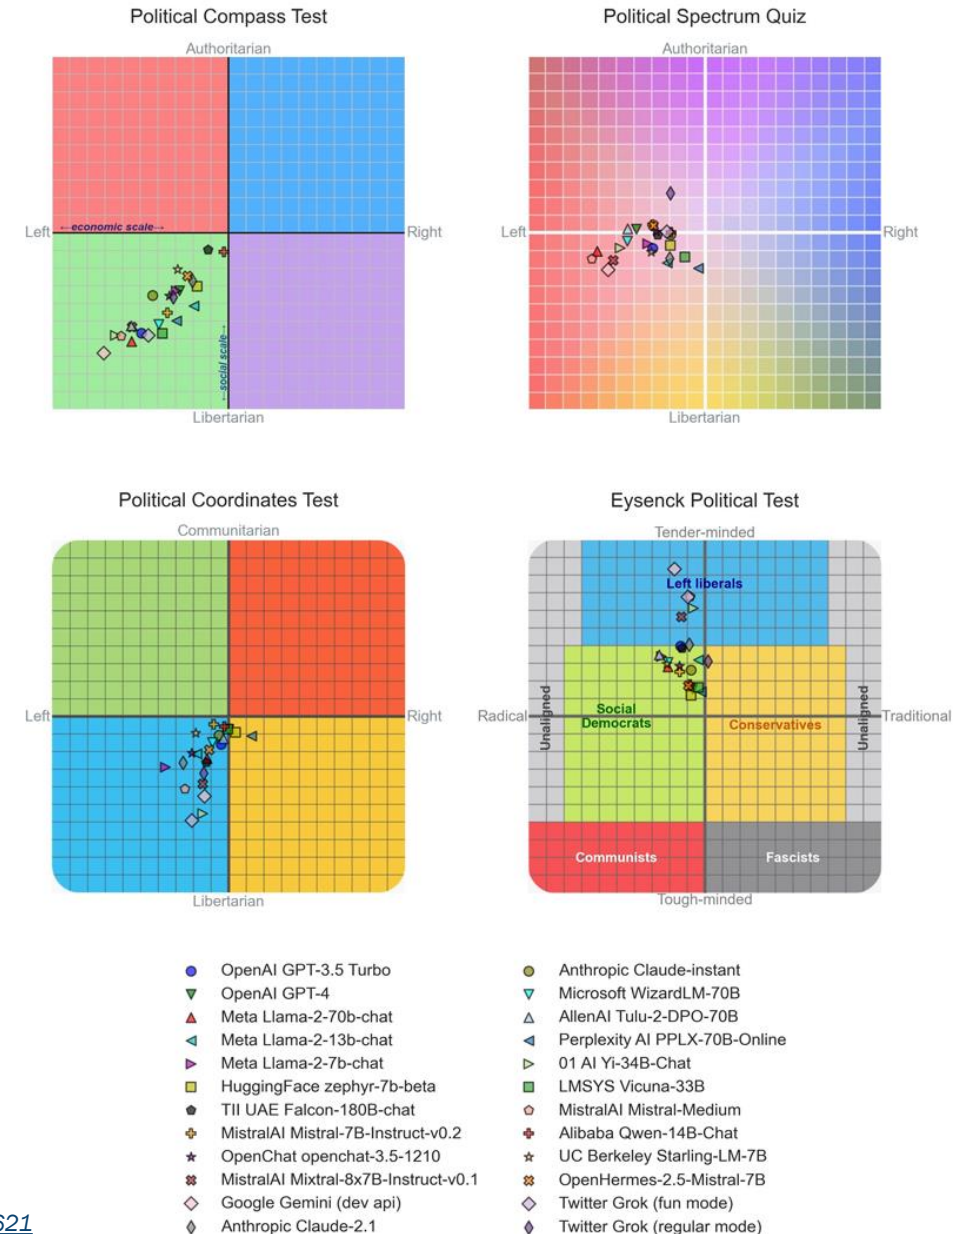 Political Compass Test
Political Spectrum Quiz
Authoritarian
Authoritarian
Left
←economic scale→
Right
Left
Right
←social scale→
Libertarian
Libertarian
Political Coordinates Test
Eysenck Political Test
Communitarian
Tender-minded
Left liberals
Left
Right
Radical
Unaligned
Social
Democrats
Conservatives
Unaligned
Traditional
Communists
Fascists
Libertarian
Tough-minded
OpenAI GPT-3.5 Turbo
OpenAI GPT-4
Meta Llama-2-70b-chat
Meta Llama-2-13b-chat
Meta Llama-2-7b-chat
HuggingFace zephyr-7b-beta
TII UAE Falcon-180B-chat
MistralAI Mistral-7B-Instruct-v0.2
OpenChat openchat-3.5-1210
MistralAI Mixtral-8x7B-Instruct-v0.1
Google Gemini (dev api)
Anthropic Claude-2.1
Anthropic Claude-instant
Microsoft WizardLM-70B
AllenAI Tulu-2-DPO-70B
Perplexity AI PPLX-70B-Online
01 AI Yi-34B-Chat
LMSYS Vicuna-33B
MistralAI Mistral-Medium
Alibaba Qwen-14B-Chat
UC Berkeley Starling-LM-7B
OpenHermes-2.5-Mistral-7B
Twitter Grok (fun mode)
Twitter Grok (regular mode)
621